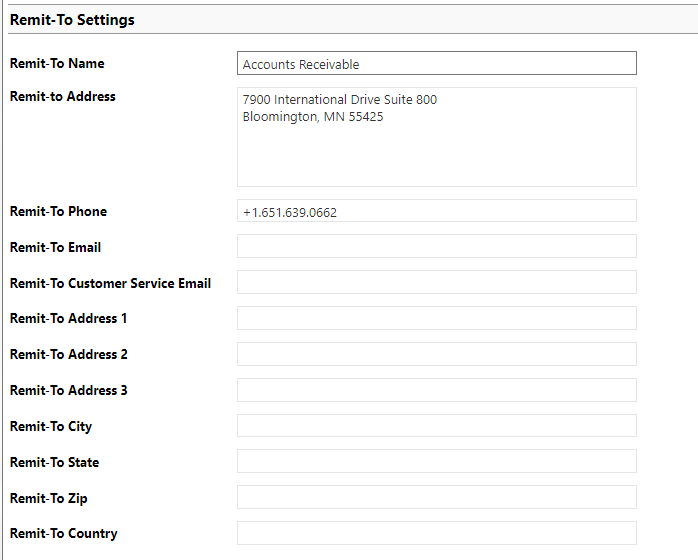 Remit-To Settings
Remit-To Name
Accounts Receivable
Remit-to Address
7900 International Drive Suite 800
Bloomington, MN 55425
Remit-To Phone
+1.651.639.0662
Remit-To Email
Remit-To Customer Service Email
Remit-To Address 1
Remit-To Address 2
Remit-To Address 3
Remit-To City
Remit-To State
Remit-To Zip
Remit-To Country